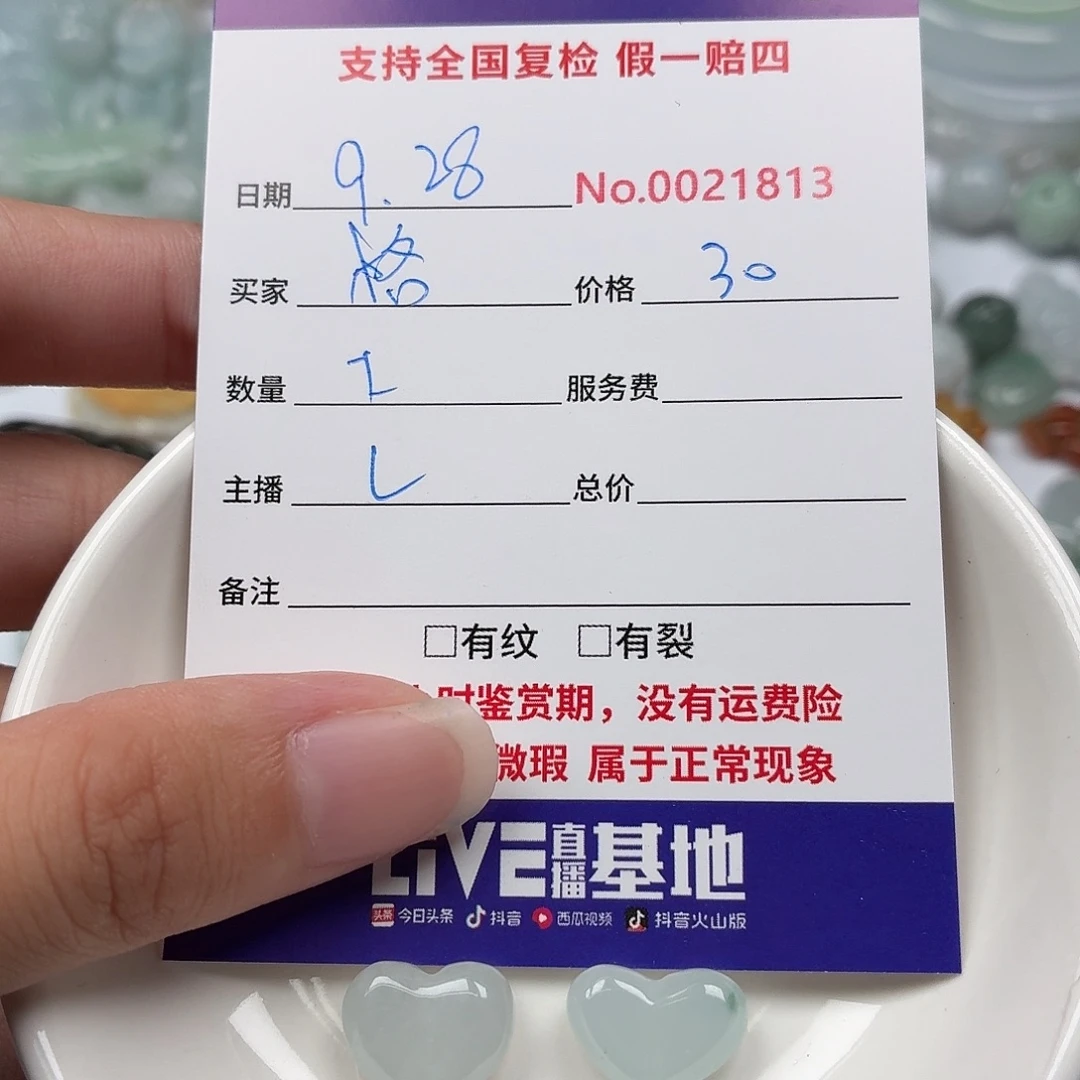 支持全国复检 假一赔四
日期 9.28 No.0021813
买家 格 价格 30
数量 服务费
主播 L 总价
备注
□有纹 □有裂
时鉴赏期，没有运费险
微瑕 属于正常现象
LIVE直播基地
头条 今日头条 抖音 西瓜视频 抖音火山版